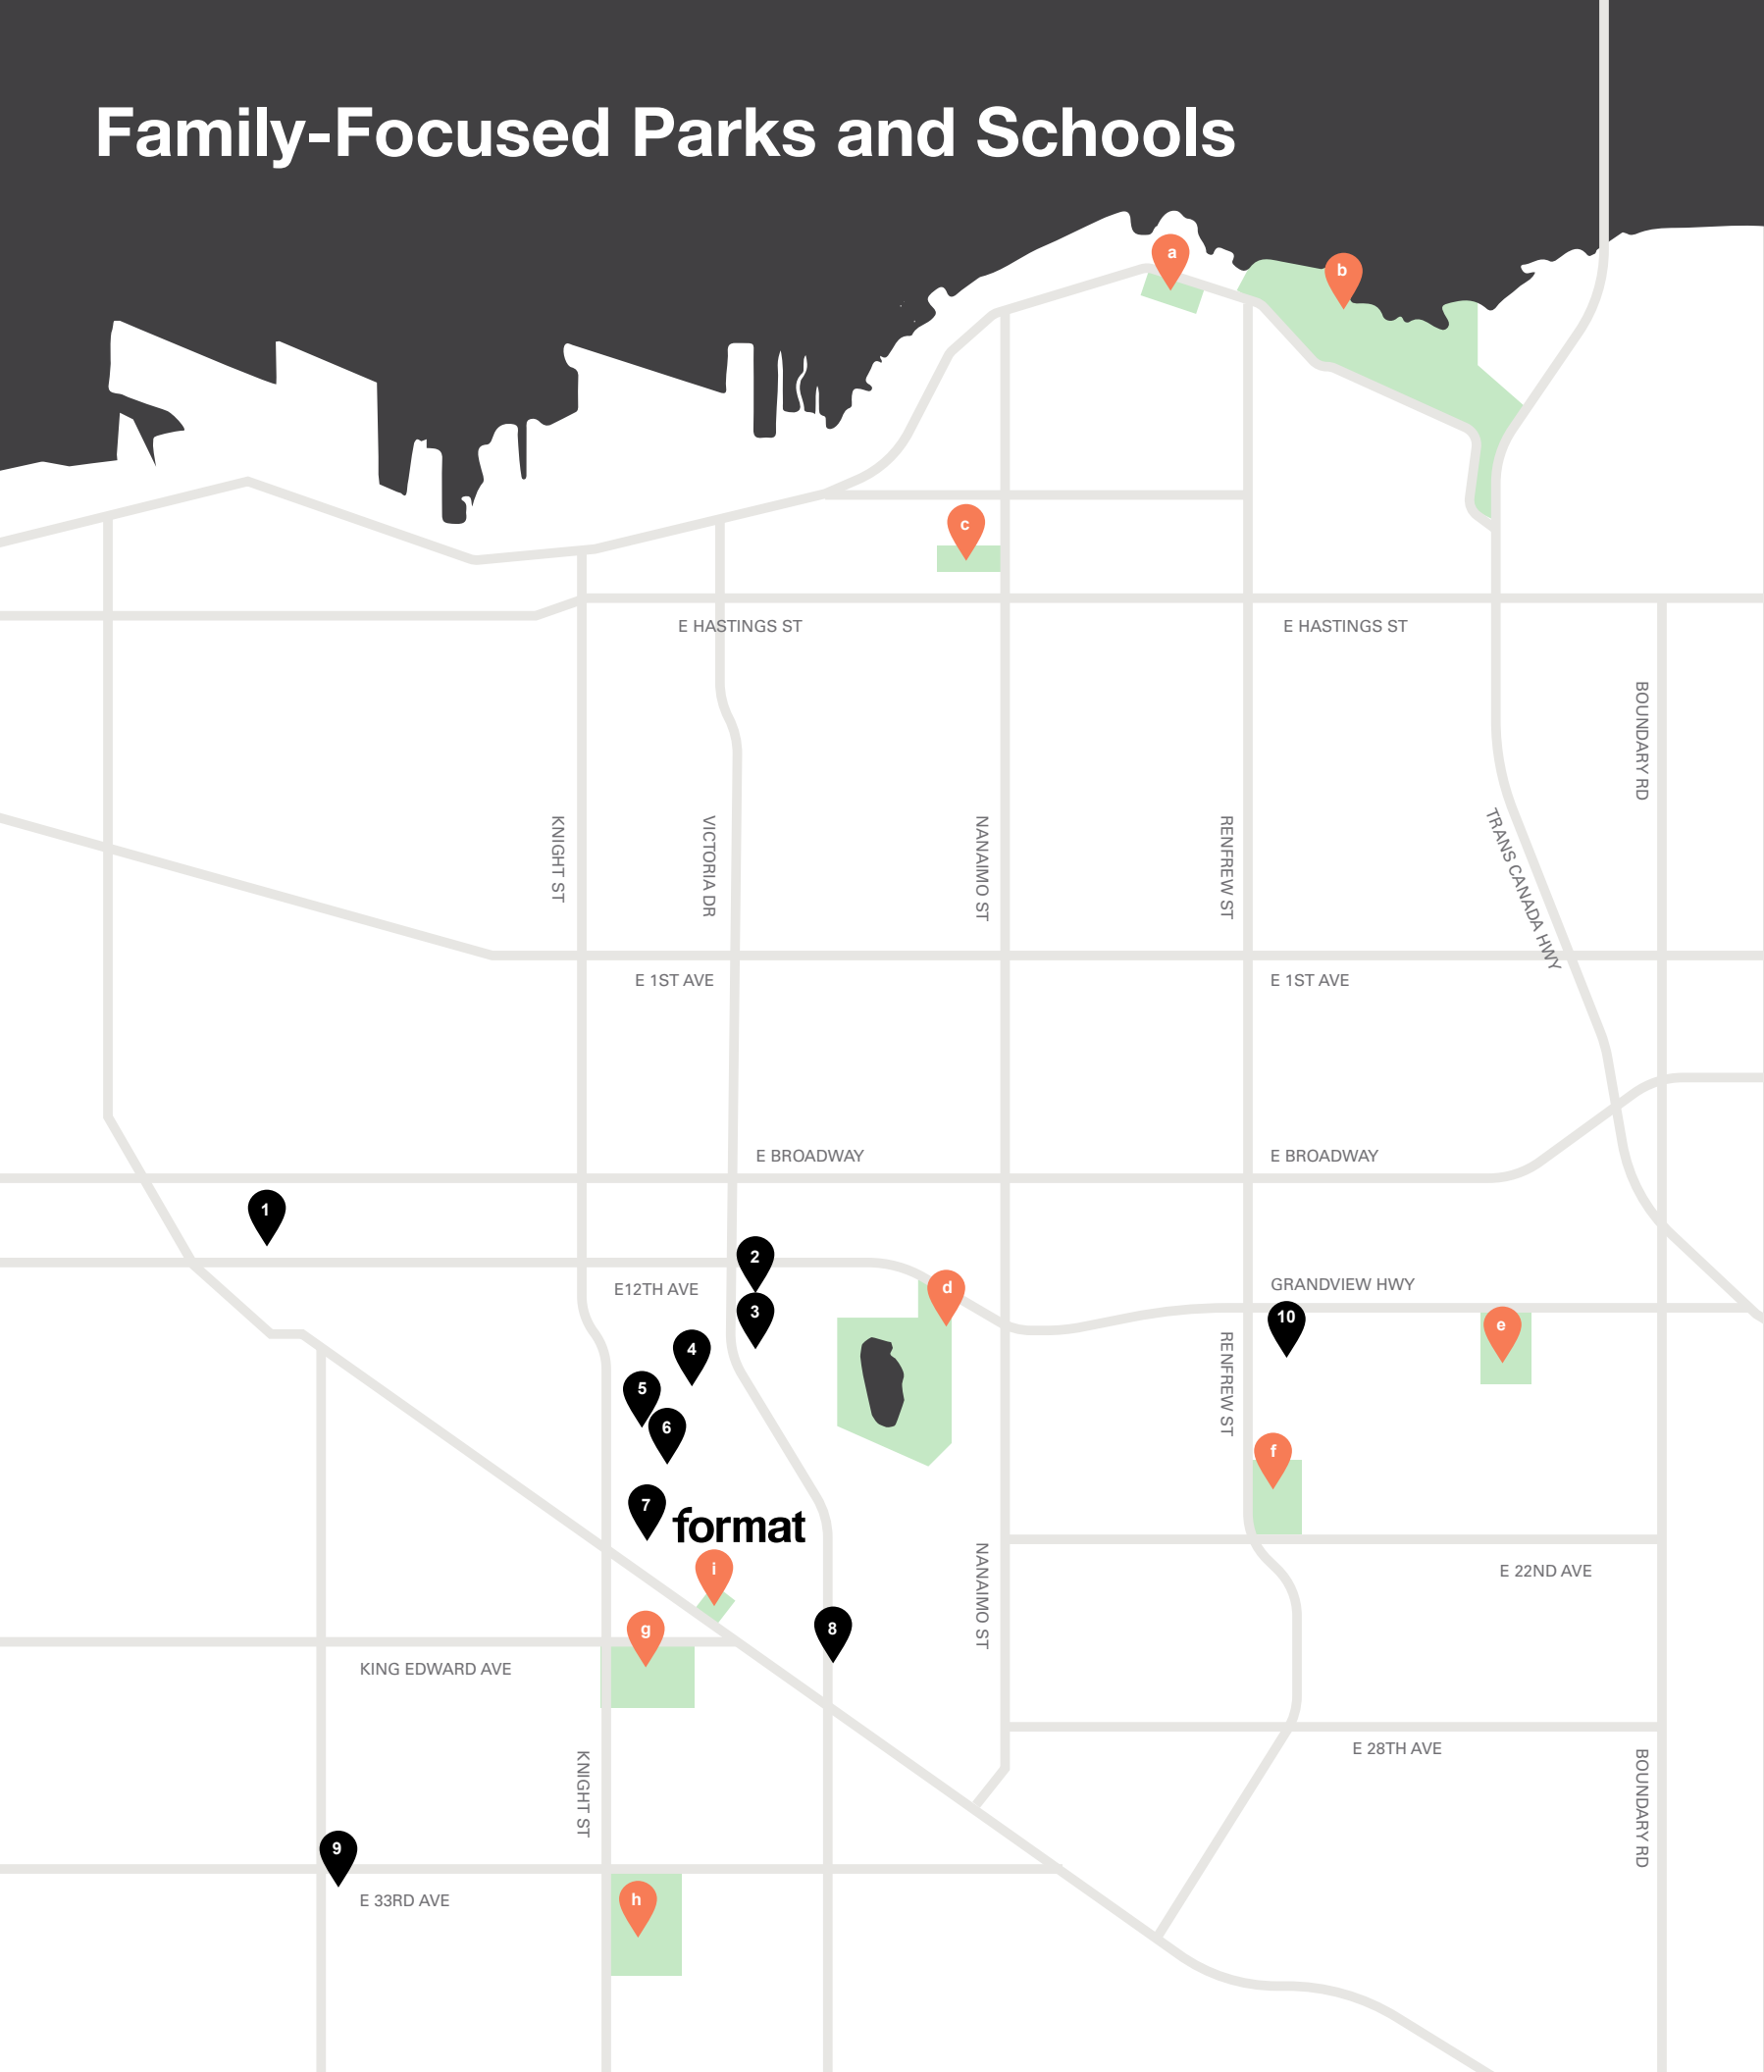 Family-Focused Parks and Schools
a
b
c
E HASTINGS ST
E HASTINGS ST
BOUNDARY RD
KNIGHT ST
VICTORIA DR
NANAIMO ST
RENFREW ST
TRANS CANADA HWY
E 1ST AVE
E 1ST AVE
E BROADWAY
E BROADWAY
1
2
E12TH AVE
d
GRANDVIEW HWY
3
10
e
4
RENFREW ST
5
6
f
7
format
i
E 22ND AVE
NANAIMO ST
g
8
KING EDWARD AVE
E 28TH AVE
KNIGHT ST
BOUNDARY RD
9
E 33RD AVE
h